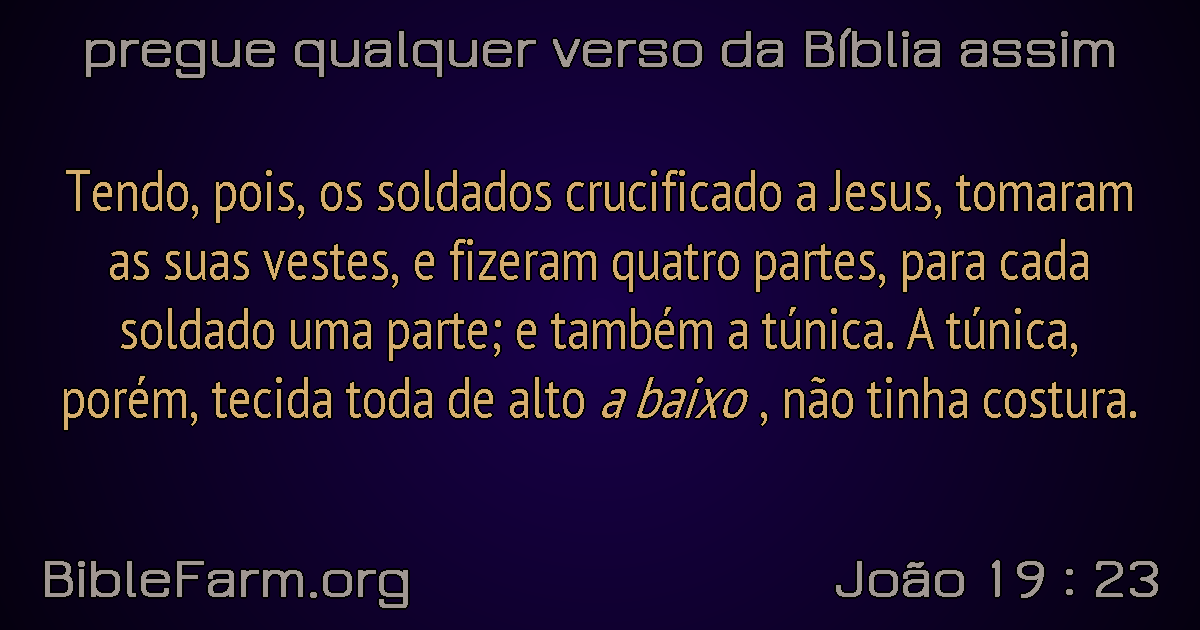 pregue qualquer verso da Bíblia assim
Tendo, pois, os soldados crucificado a Jesus, tomaram
as suas vestes, e fizeram quatro partes, para cada
soldado uma parte; e também a túnica. A túnica,
porém, tecida toda de alto a baixo , não tinha costura.
BibleFarm.org
João 19 : 23